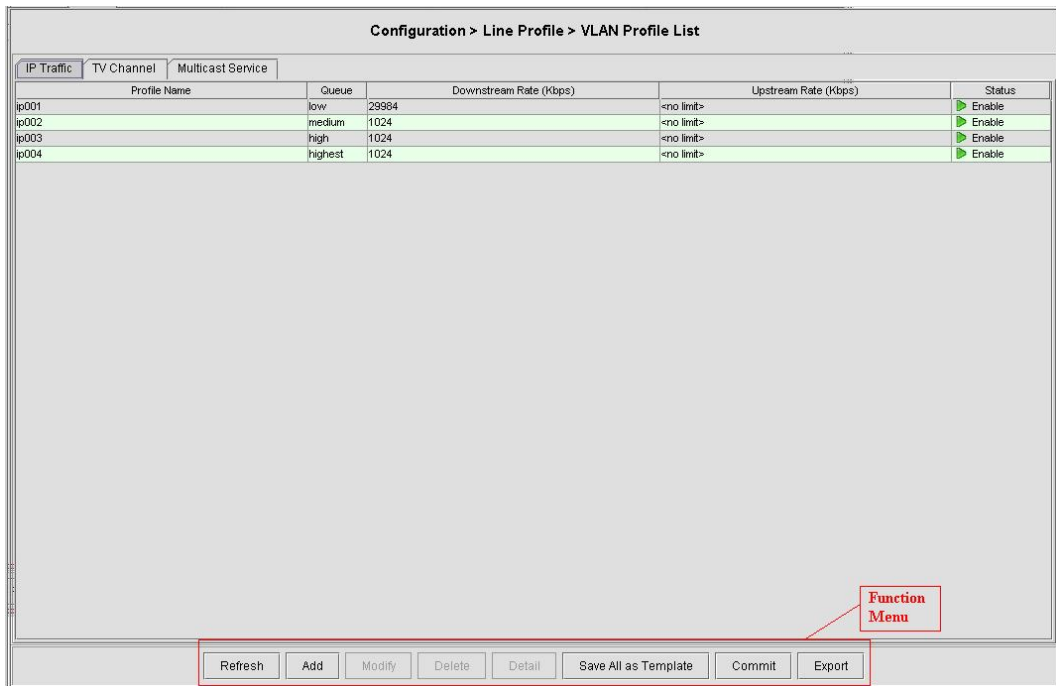 Configuration > Line Profile > VLAN Profile List
IP Traffic TV Channel Multicast Service
Profile Name Queue Downstream Rate (Kbps) Upstream Rate (Kbps) Status
ip001 low 29984 <no limit> Enable
ip002 medium 1024 <no limit> Enable
ip003 high 1024 <no limit> Enable
ip004 highest 1024 <no limit> Enable
Function
Menu
Refresh Add Modify Delete Detail Save All as Template Commit Export